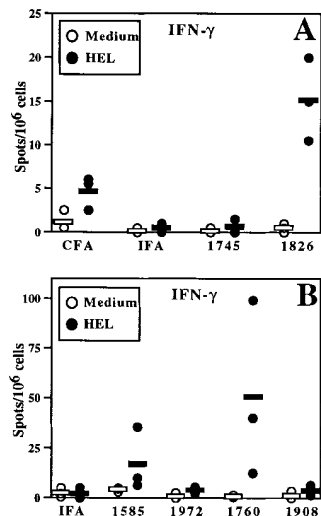 IFN-γ
A
Medium
HEL
Spots/10⁶ cells
25
20
15
10
5
0
CFA IFA 1745 1826
IFN-γ
B
Medium
HEL
Spots/10⁶ cells
100
75
50
25
0
IFA 1585 1972 1760 1908